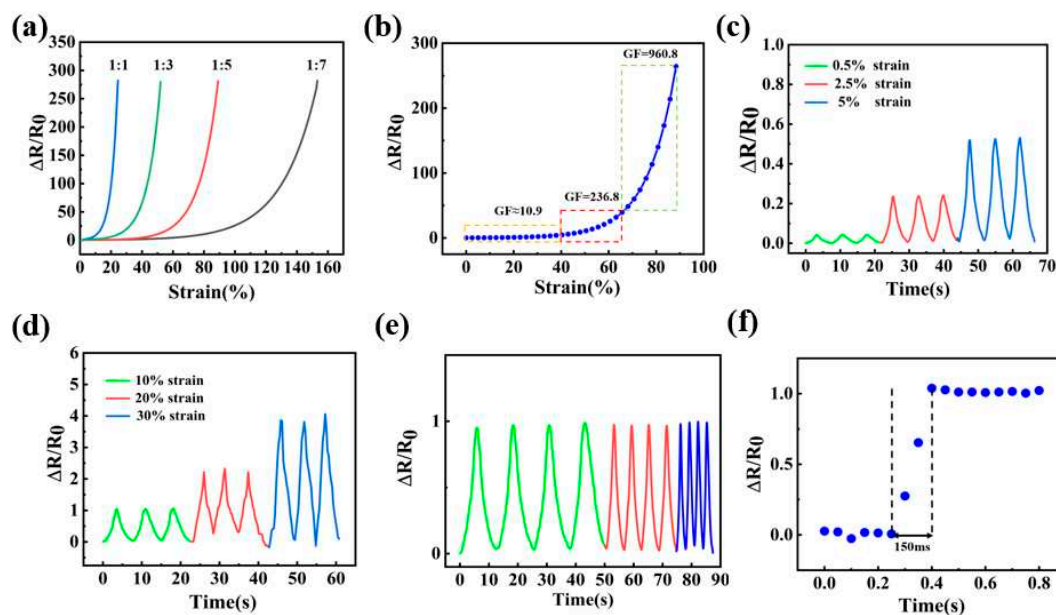 (a)
350
300
250
200
150
100
50
0
ΔR/R0
1:1
1:3
1:5
1:7
0
20
40
60
80
100
120
140
160
Strain(%)
(b)
300
200
100
0
ΔR/R0
GF≈10.9
GF=236.8
GF=960.8
0
20
40
60
80
100
Strain(%)
(c)
1.0
0.8
0.6
0.4
0.2
0.0
ΔR/R0
0.5% strain
2.5% strain
5% strain
0
10
20
30
40
50
60
70
Time(s)
(d)
6
5
4
3
2
1
0
ΔR/R0
10% strain
20% strain
30% strain
0
10
20
30
40
50
60
Time(s)
(e)
1
0
ΔR/R0
0
10
20
30
40
50
60
70
80
90
Time(s)
(f)
1.0
0.5
0.0
ΔR/R0
150ms
0.0
0.2
0.4
0.6
0.8
Time(s)